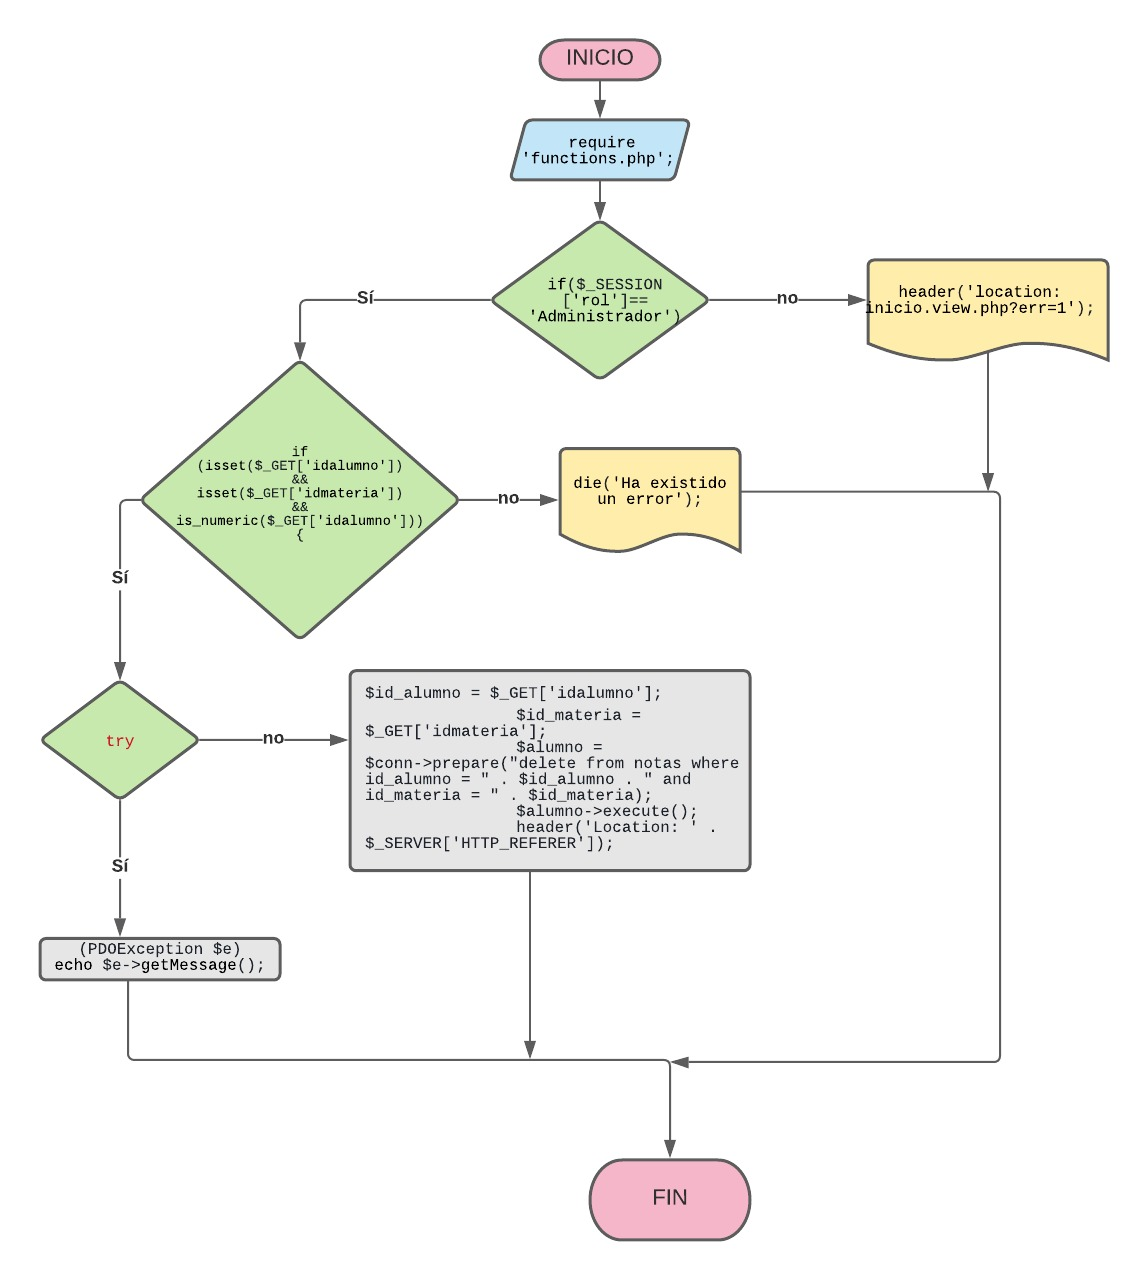 INICIO
require
'functions.php';
if($_SESSION
['rol']==
'Administrador')
Sí
no
header('location:
inicio.view.php?err=1');
if
(isset($_GET['idalumno'])
&&
isset($_GET['idmateria'])
&&
is_numeric($_GET['idalumno']))
{
no
die('Ha existido
un error');
Sí
try
no
$id_alumno = $_GET['idalumno'];
$id_materia =
$_GET['idmateria'];
$alumno =
$conn->prepare("delete from notas where
id_alumno = " . $id_alumno . " and
id_materia = " . $id_materia);
$alumno->execute();
header('Location: ' .
$_SERVER['HTTP_REFERER']);
Sí
(PDOException $e)
echo $e->getMessage();
FIN